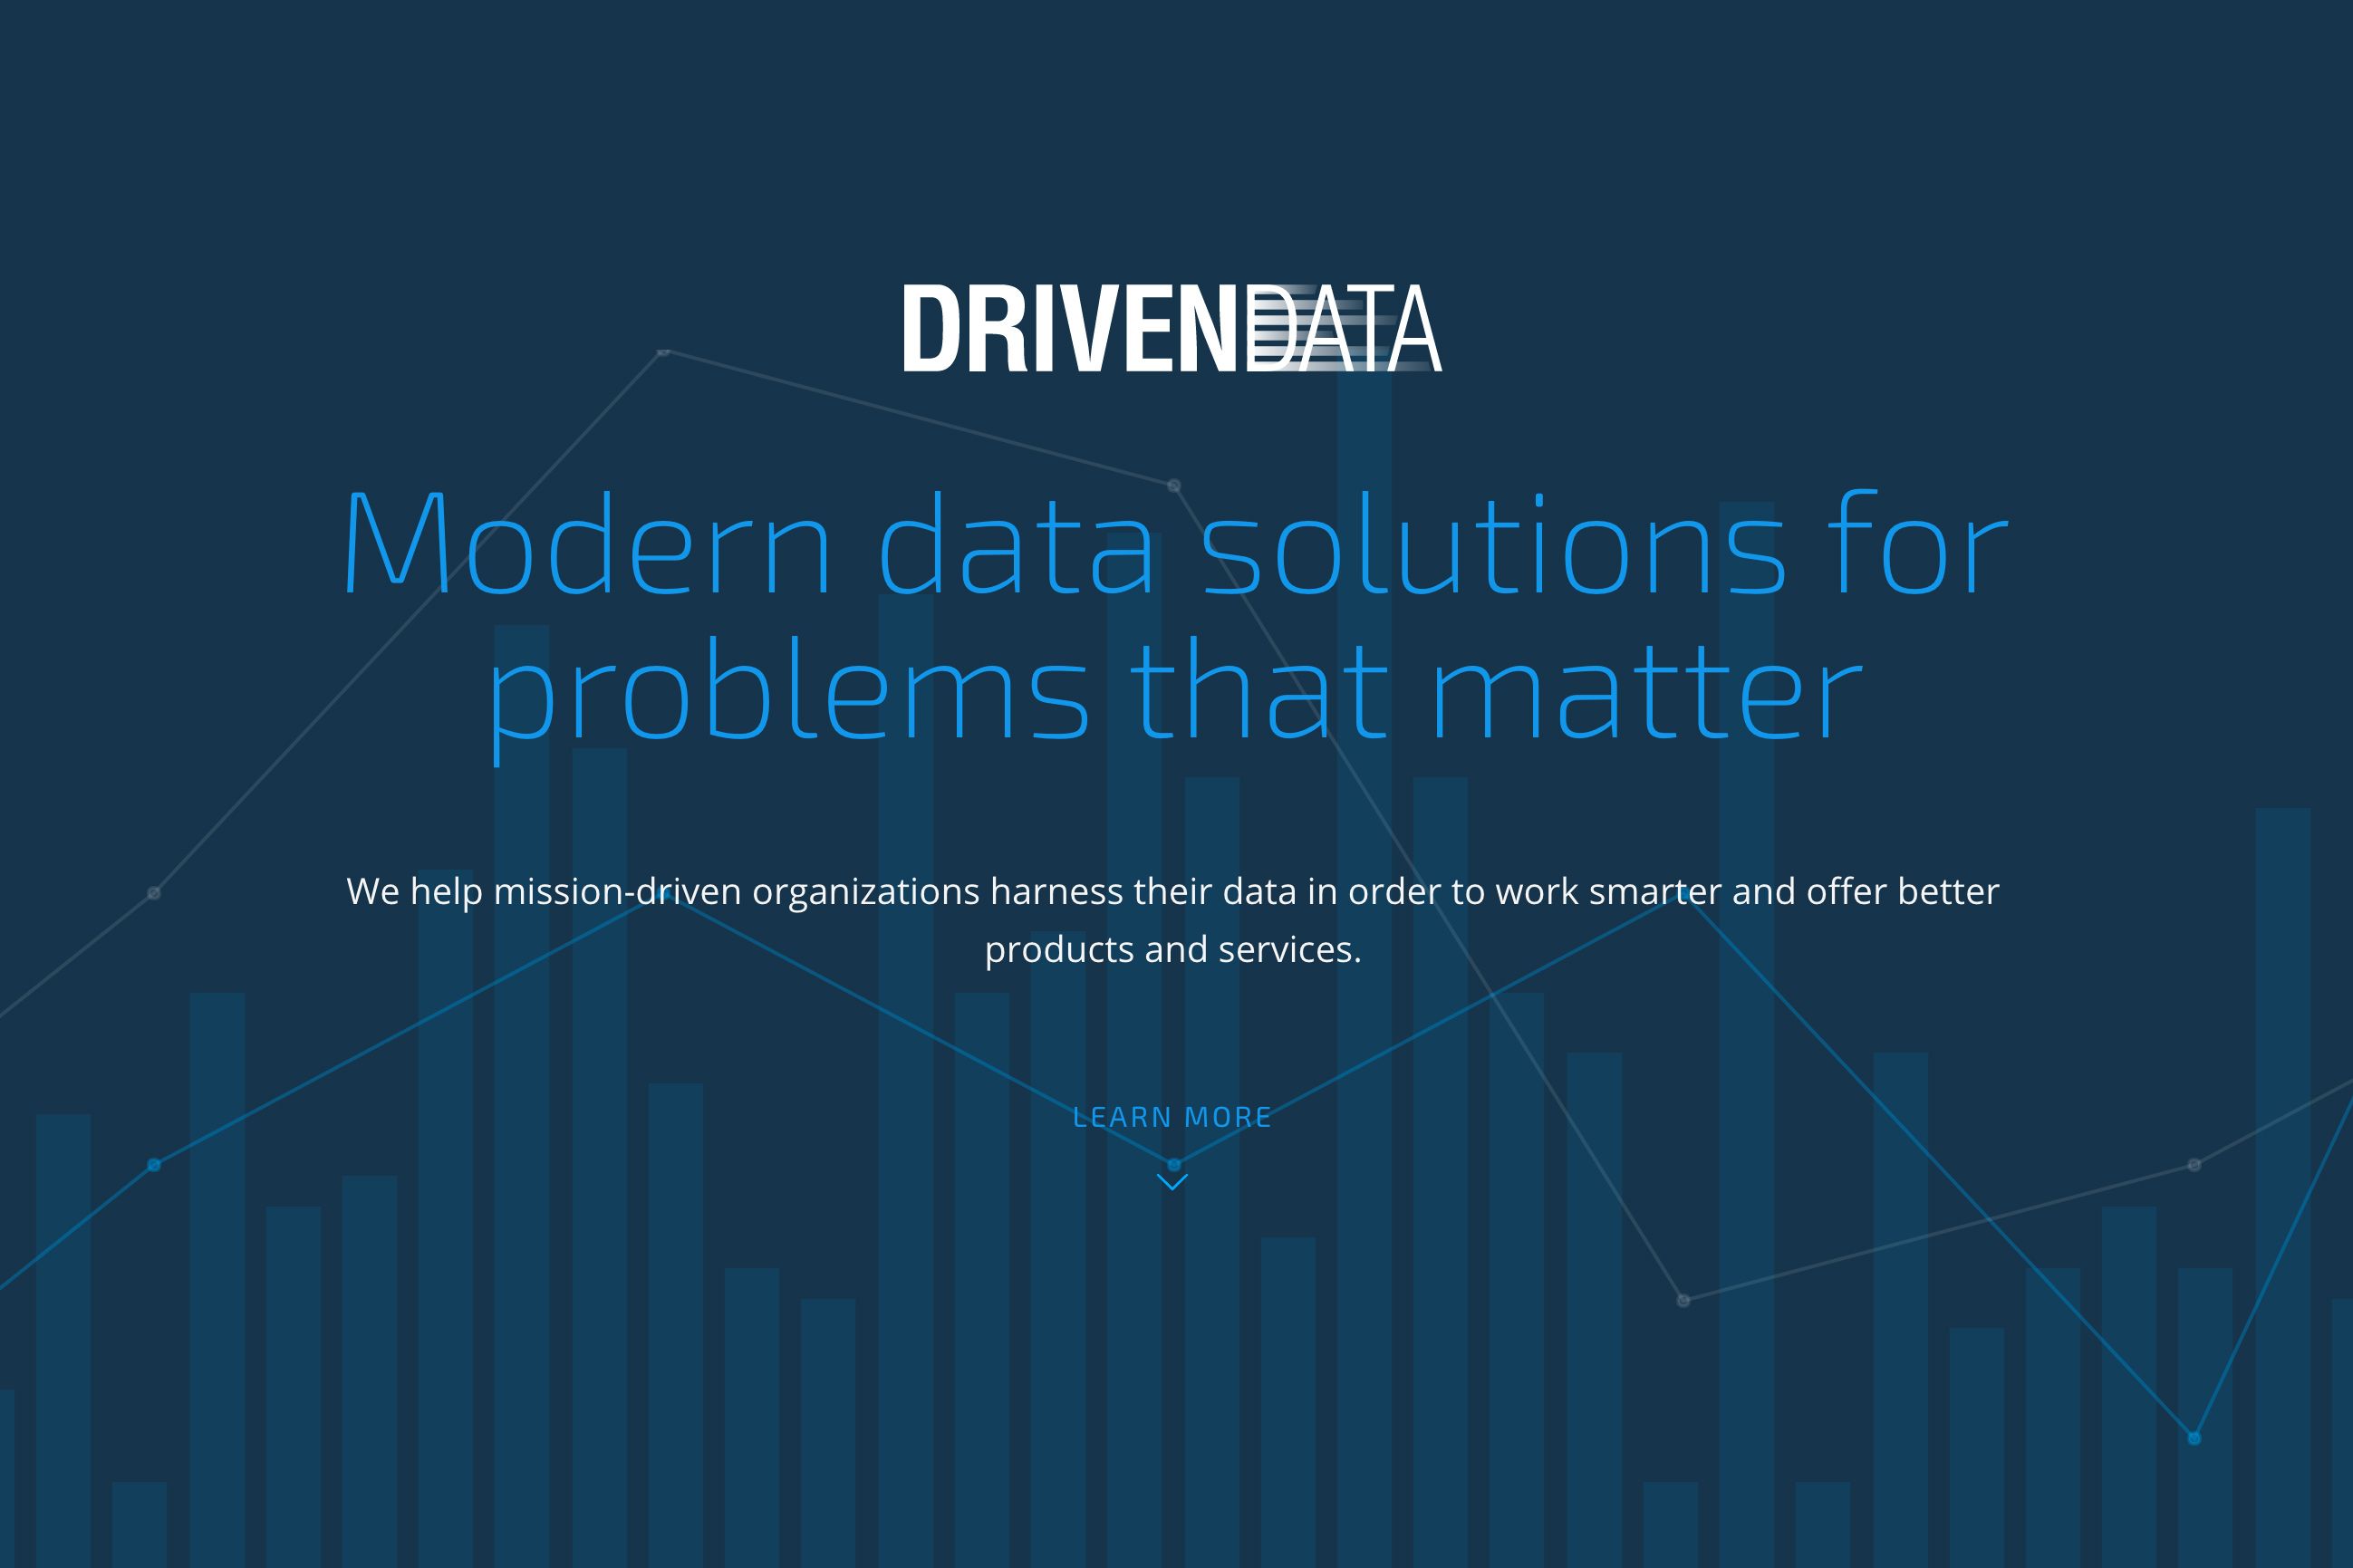 DRIVENDATA
Modern data solutions for
problems that matter
We help mission-driven organizations harness their data in order to work smarter and offer better
products and services.
LEARN MORE